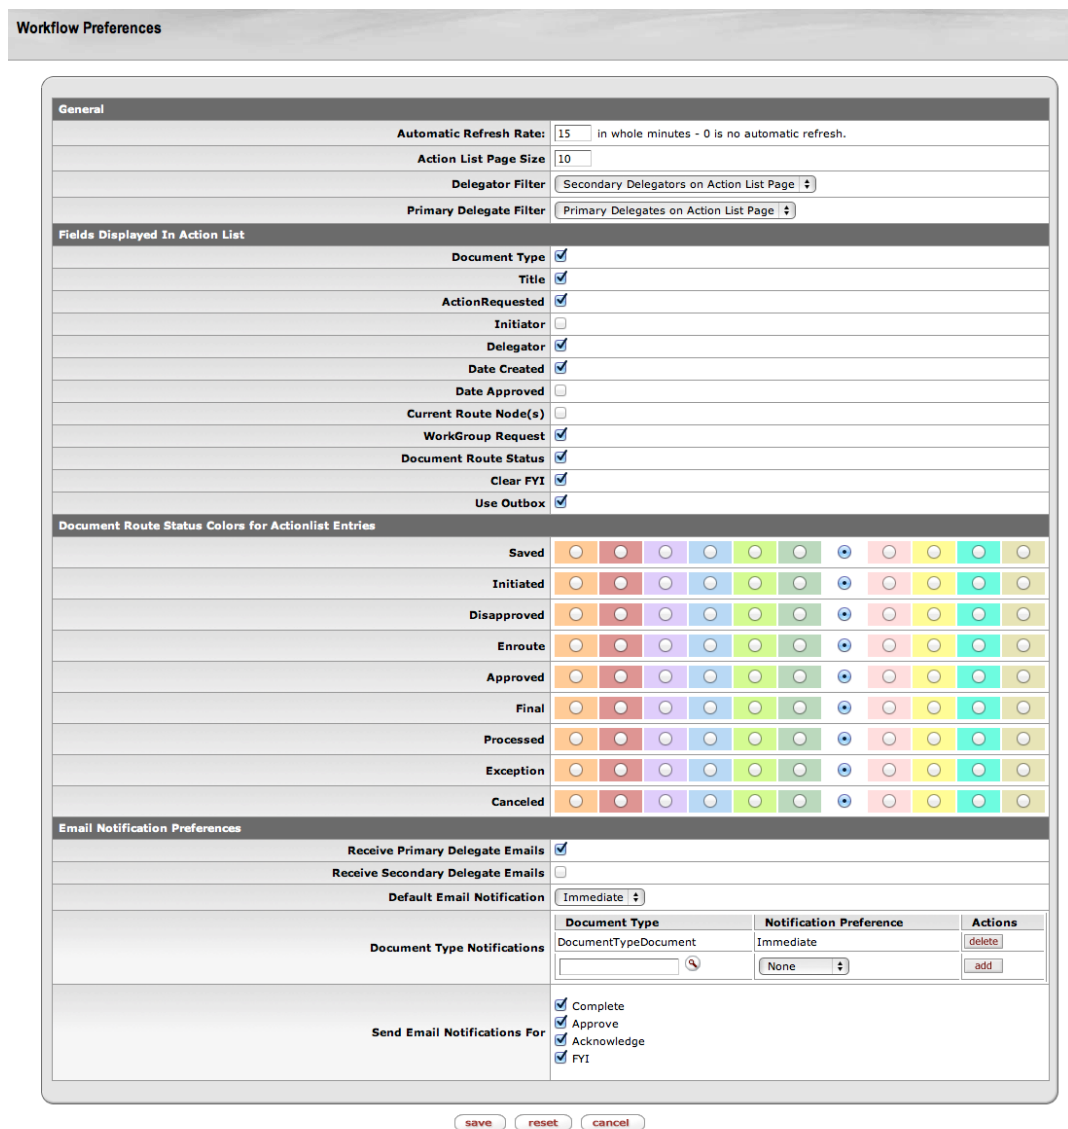 Workflow Preferences
General
Automatic Refresh Rate: 15 in whole minutes - 0 is no automatic refresh.
Action List Page Size 10
Delegator Filter Secondary Delegators on Action List Page
Primary Delegate Filter Primary Delegates on Action List Page
Fields Displayed In Action List
Document Type
Title
ActionRequested
Initiator
Delegator
Date Created
Date Approved
Current Route Node(s)
WorkGroup Request
Document Route Status
Clear FYI
Use Outbox
Document Route Status Colors for Actionlist Entries
Saved
Initiated
Disapproved
Enroute
Approved
Final
Processed
Exception
Canceled
Email Notification Preferences
Receive Primary Delegate Emails
Receive Secondary Delegate Emails
Default Email Notification Immediate
Document Type Notifications
Document Type Notification Preference Actions
DocumentTypeDocument Immediate delete
None add
Send Email Notifications For
Complete
Approve
Acknowledge
FYI
save reset cancel